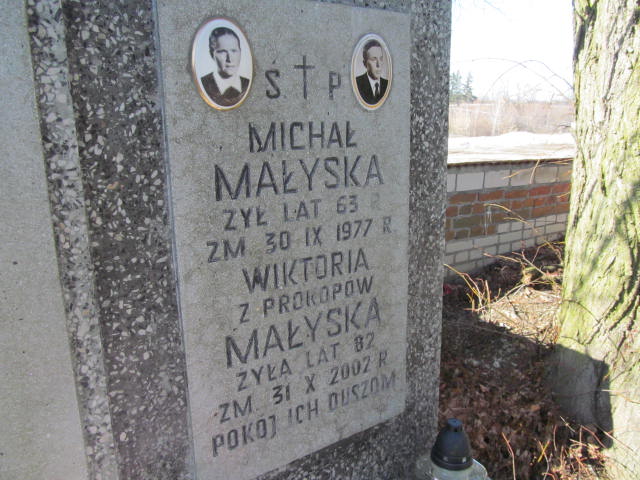 Ś † P
MICHAŁ
MAŁYSKA
ŻYŁ LAT 63 R
ZM 30 IX 1977 R
WIKTORIA
Z PROKOPÓW
MAŁYSKA
ŻYŁA LAT 82
ZM 31 X 2002 R
POKÓJ ICH DUSZOM